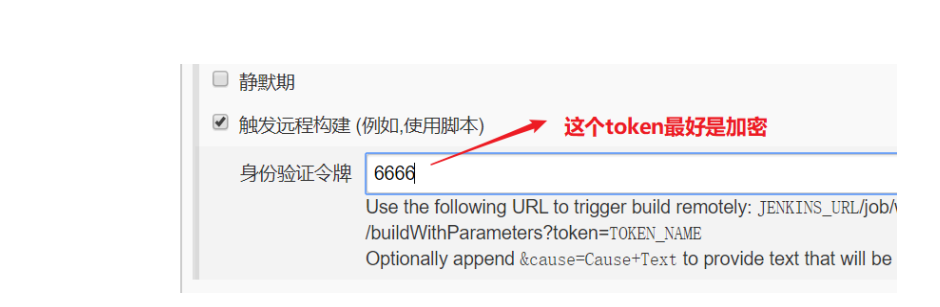 静默期
触发远程构建 (例如,使用脚本)
这个token最好是加密
身份验证令牌
6666
Use the following URL to trigger build remotely: JENKINS_URL/job/
/buildWithParameters?token=TOKEN_NAME
Optionally append &cause=Cause+Text to provide text that will be